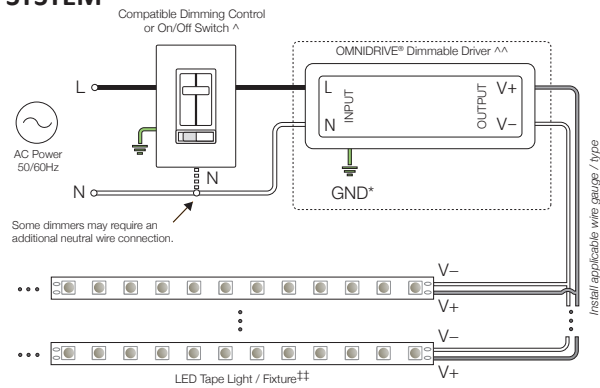 SYSTEM
Compatible Dimming Control
or On/Off Switch ^
OMNIDRIVE® Dimmable Driver ^^
L
L
INPUT
OUTPUT
V+
N
V–
AC Power
50/60Hz
GND*
N
N
Some dimmers may require an
additional neutral wire connection.
Install applicable wire gauge / type
V–
V+
V–
V+
LED Tape Light / Fixture‡‡